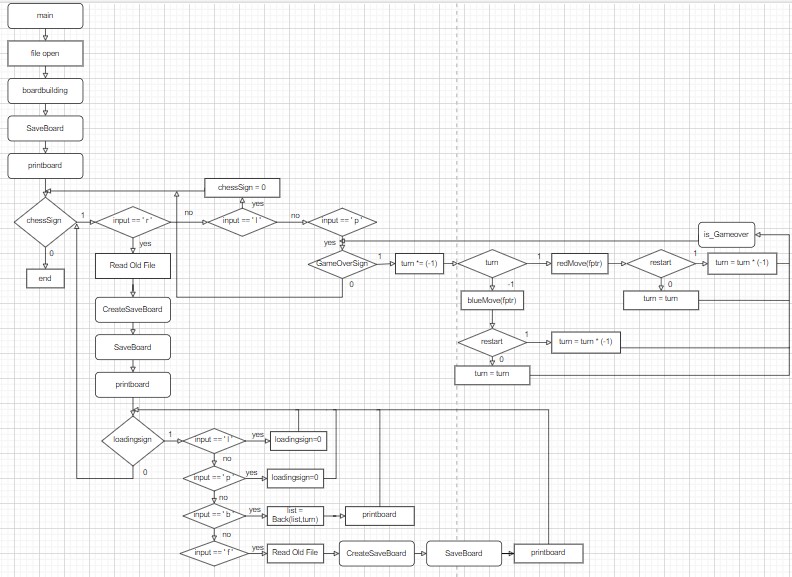 main
file open
boardbuilding
SaveBoard
printboard
chessSign = 0
chessSign
1
input == ' r '
no
input == ' l '
yes
no
input == ' p '
yes
0
end
yes
Read Old File
CreateSaveBoard
SaveBoard
printboard
GameOverSign
1
0
turn *= (-1)
turn
1
-1
redMove(fptr)
restart
1
0
turn = turn * (-1)
is_Gameover
turn = turn
blueMove(fptr)
restart
1
0
turn = turn * (-1)
turn = turn
loadingsign
1
0
input == ' l '
yes
loadingsign=0
no
input == ' p '
yes
loadingsign=0
no
input == ' b '
yes
list =
Back(list,turn)
printboard
no
input == ' f '
yes
Read Old File
CreateSaveBoard
SaveBoard
printboard